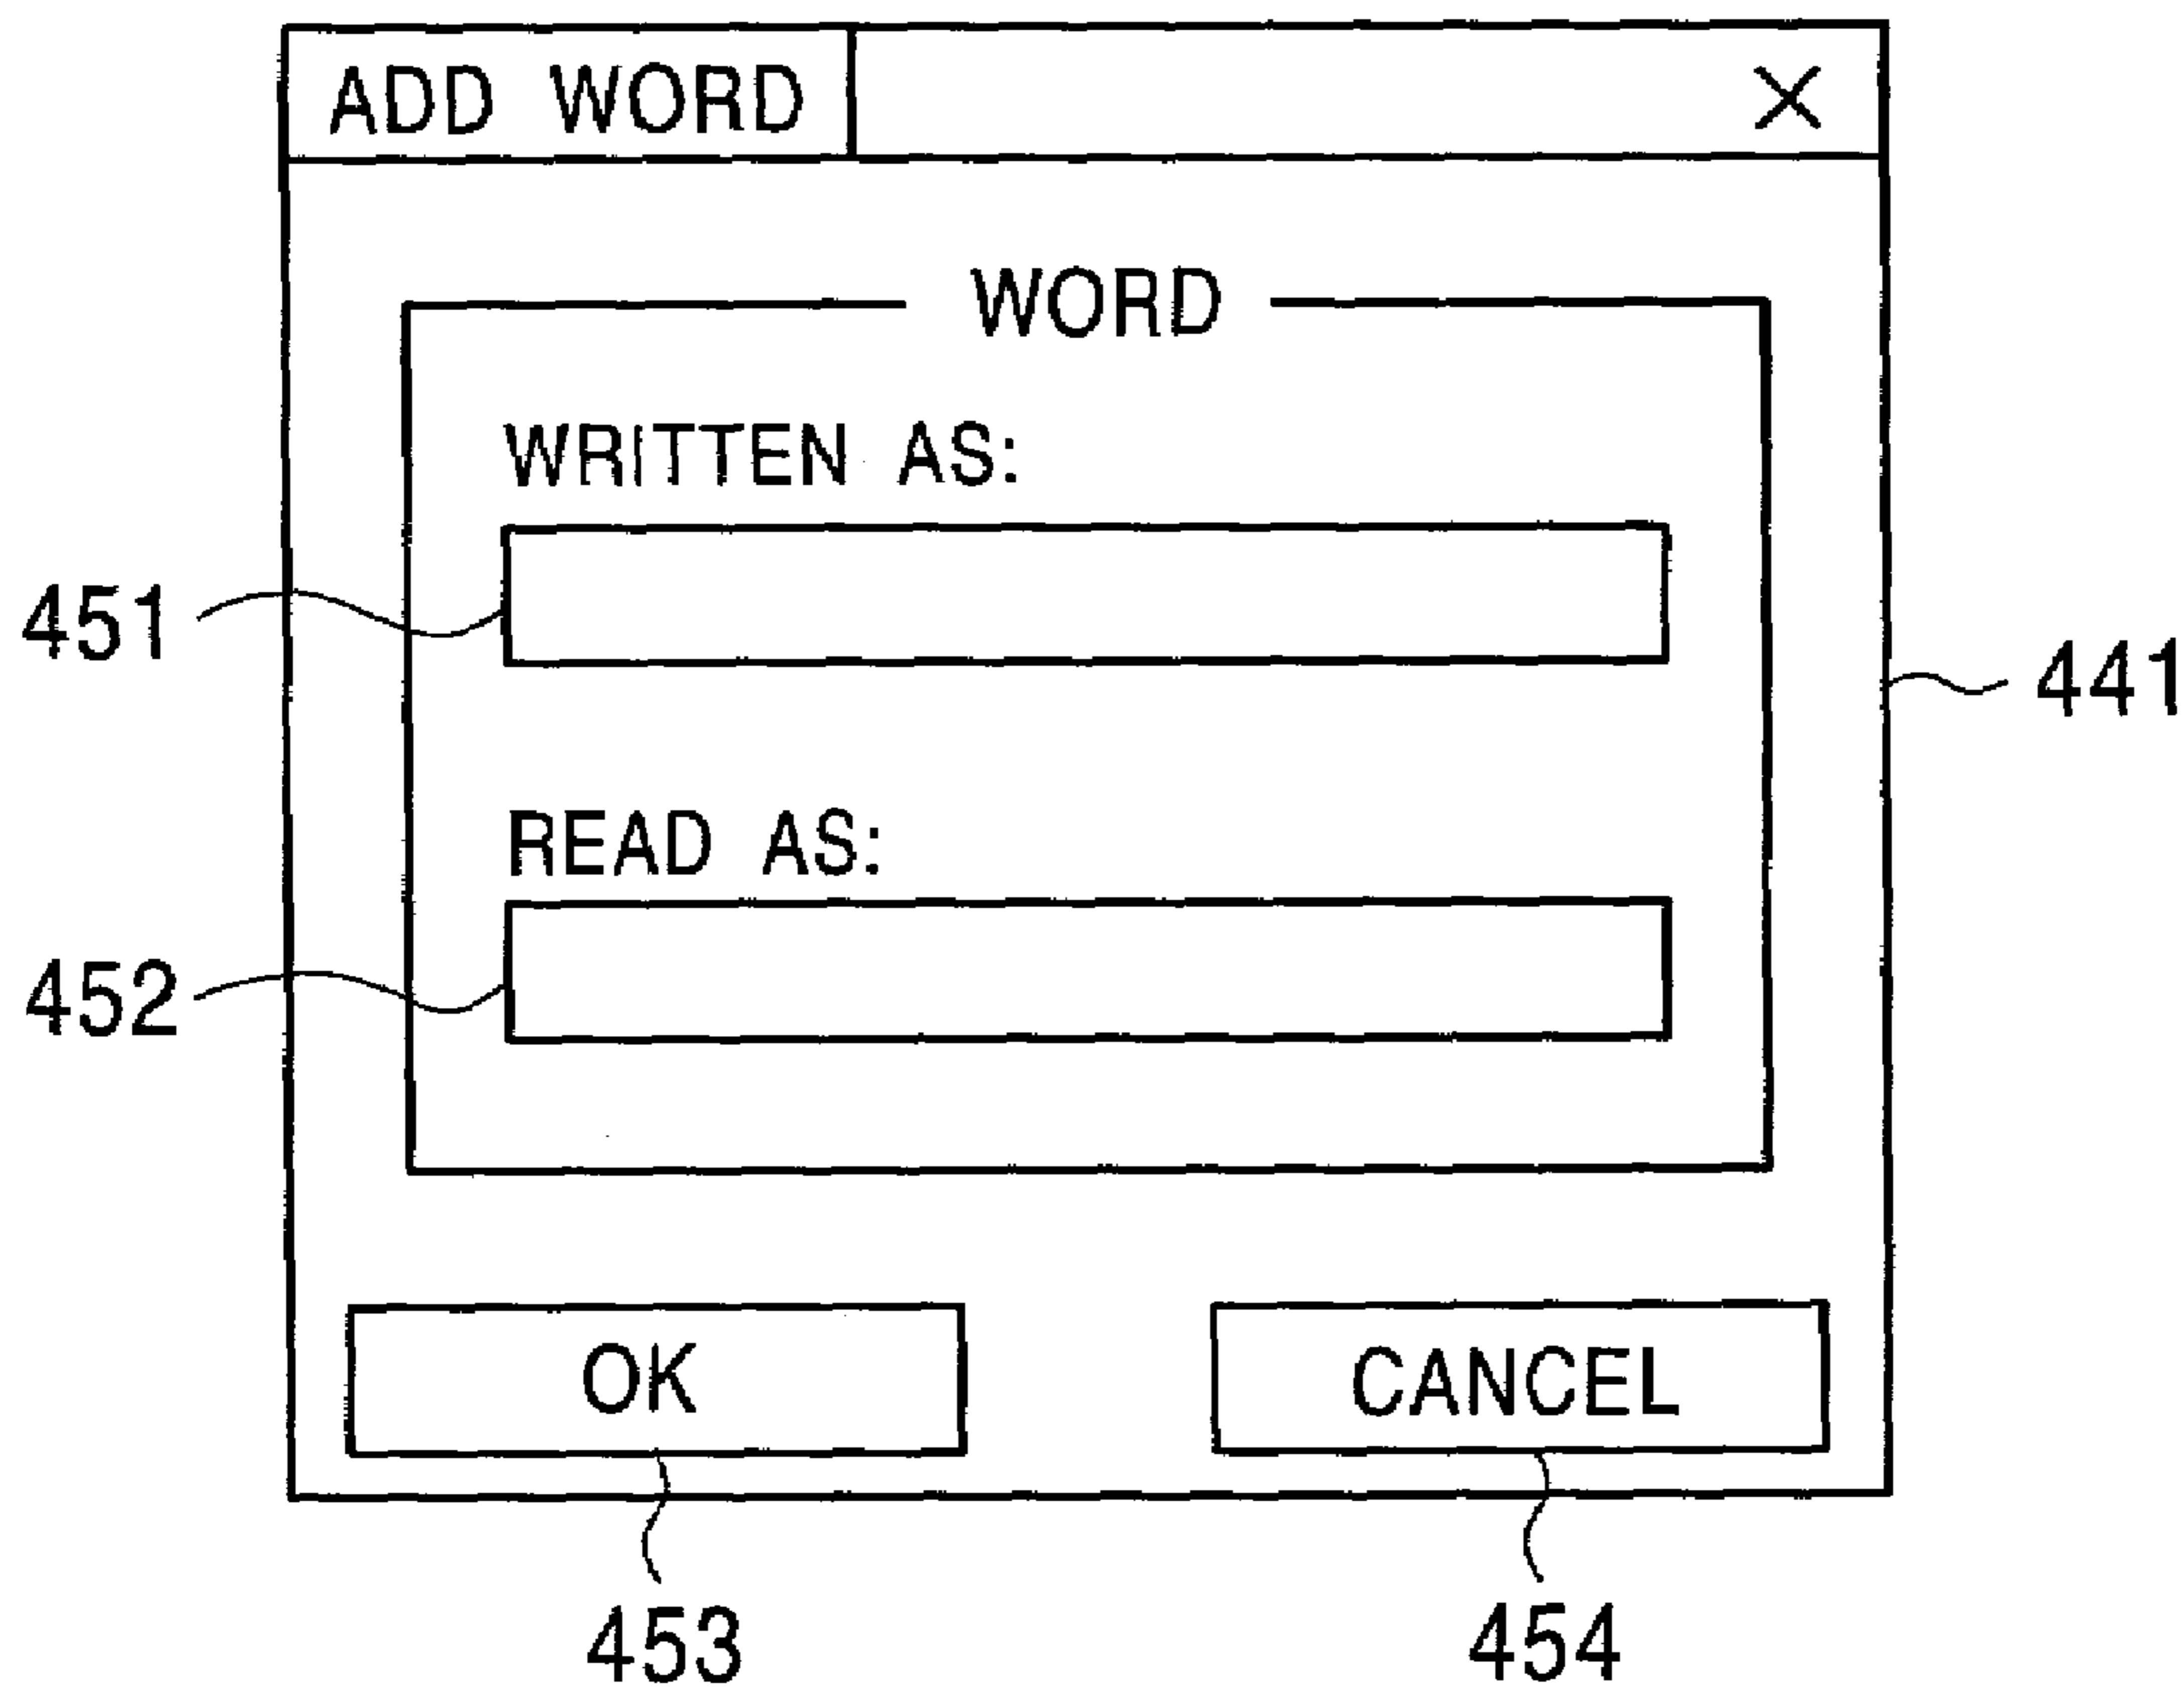 ADD WORD X
WORD
WRITTEN AS:
451
441
READ AS:
452
OK CANCEL
453 454